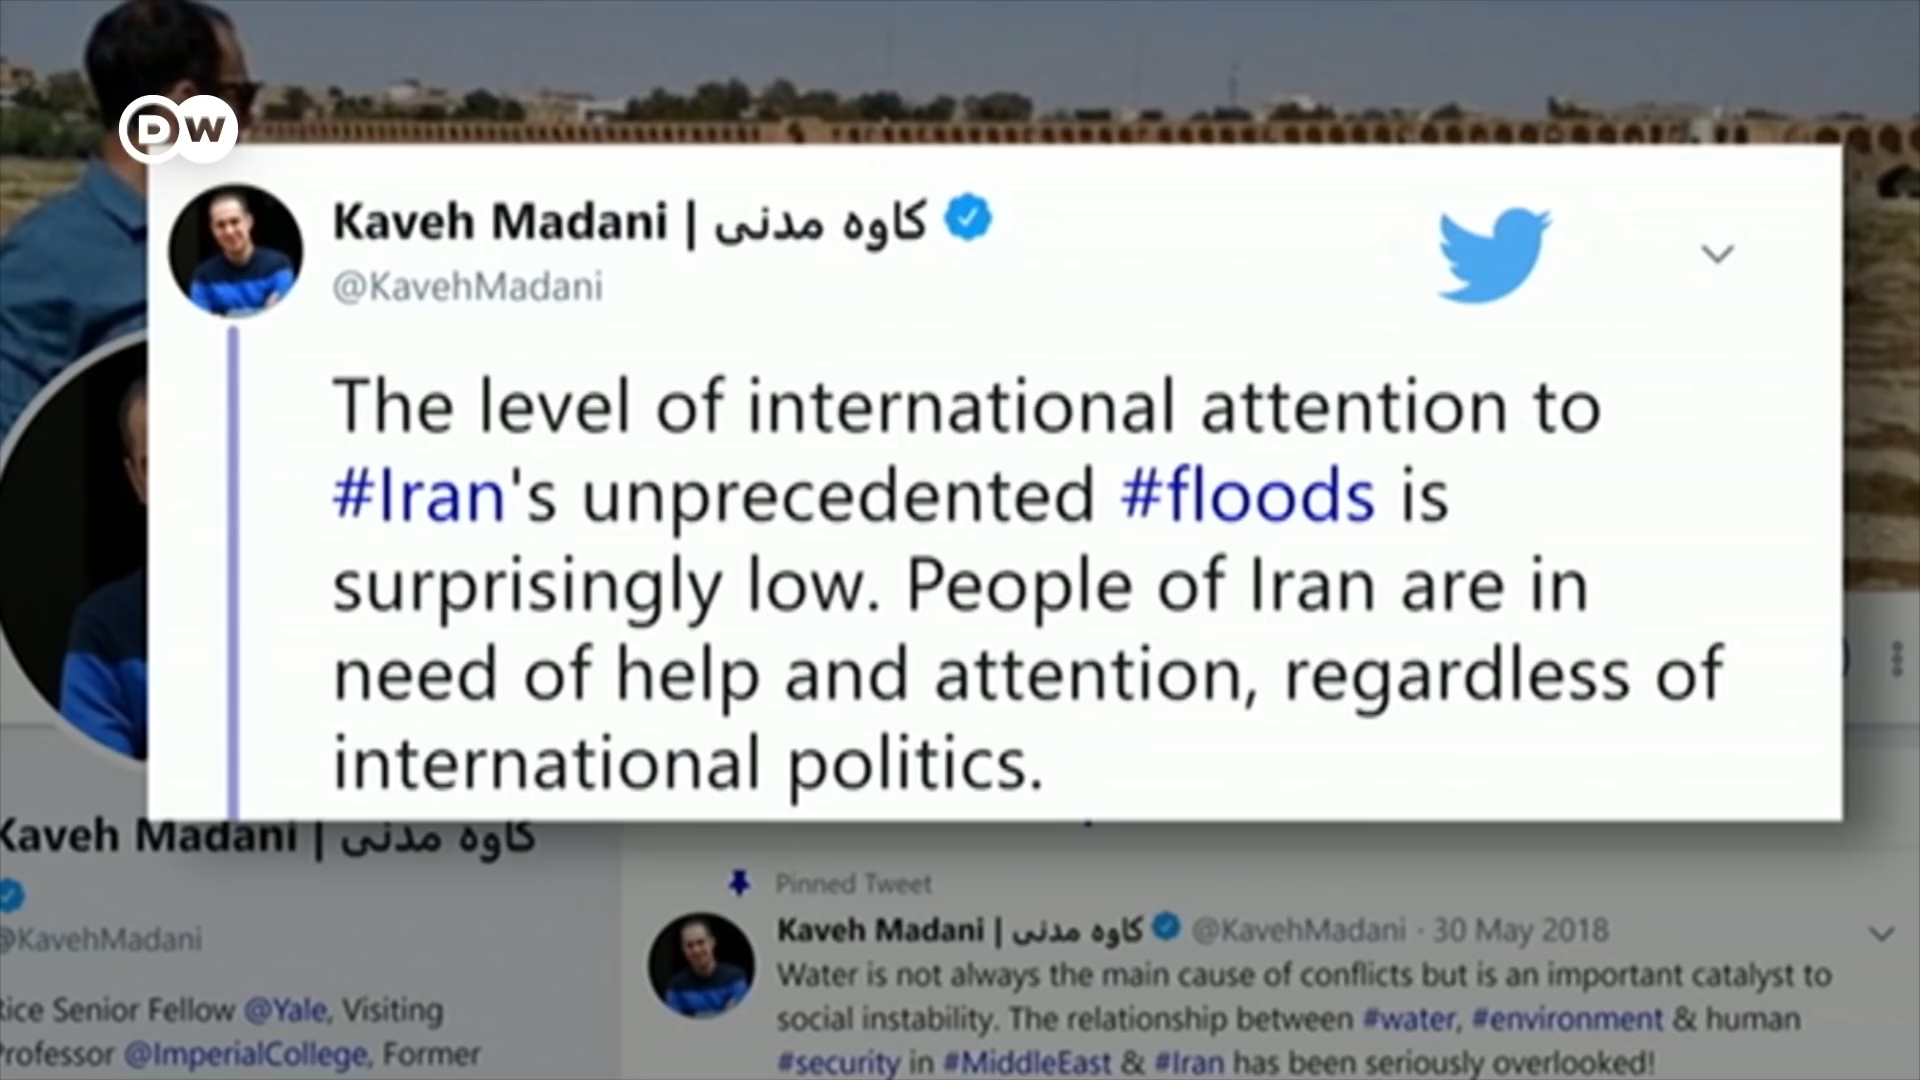 DW
Kaveh Madani | کاوه مدنی
@KavehMadani
The level of international attention to
#Iran's unprecedented #floods is
surprisingly low. People of Iran are in
need of help and attention, regardless of
international politics.
Kaveh Madani | کاوه مدنی
@KavehMadani
Senior Fellow @Yale, Visiting
@ImperialCollege, Former
Pinned Tweet
Kaveh Madani | کاوه مدنی @KavehMadani · 30 May 2018
Water is not always the main cause of conflicts but is an important catalyst to
social instability. The relationship between #water, #environment & human
#security in #MiddleEast & #Iran has been seriously overlooked!